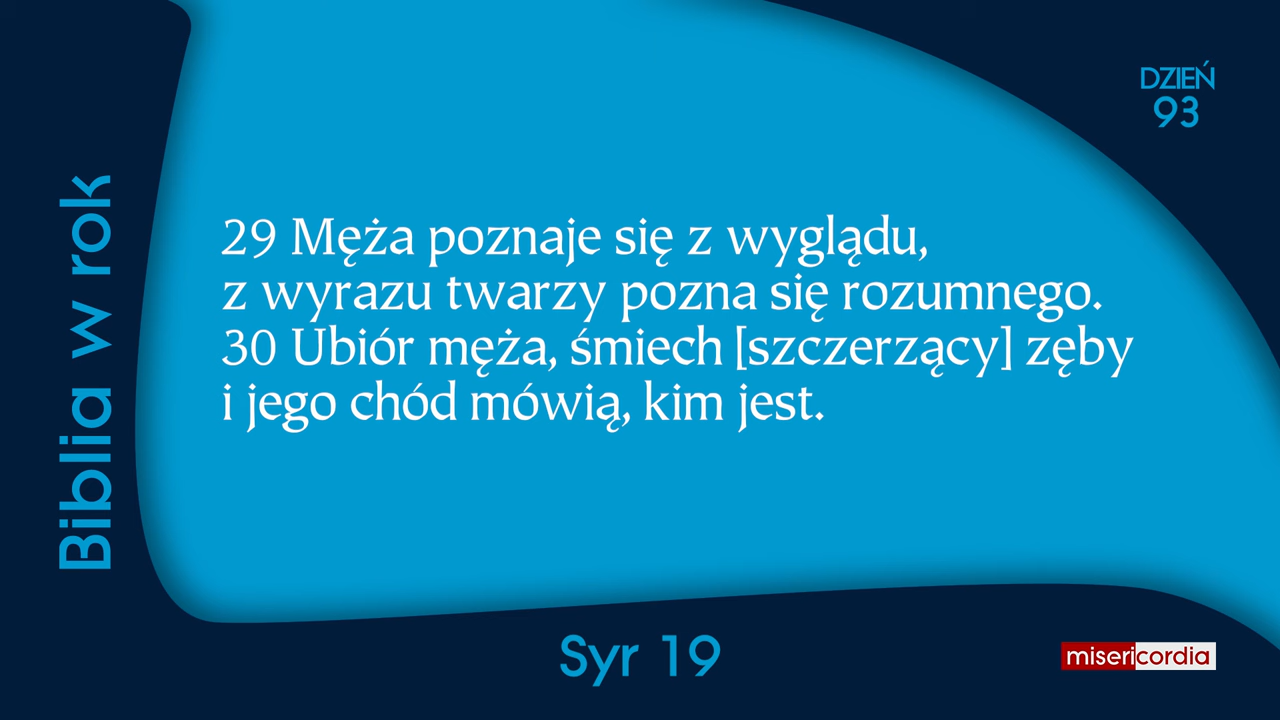 DZIEŃ
93
Biblia w rok
29 Męża poznaje się z wyglądu,
z wyrazu twarzy pozna się rozumnego.
30 Ubiór męża, śmiech [szczerzący] zęby
i jego chód mówią, kim jest.
Syr 19
misericordia